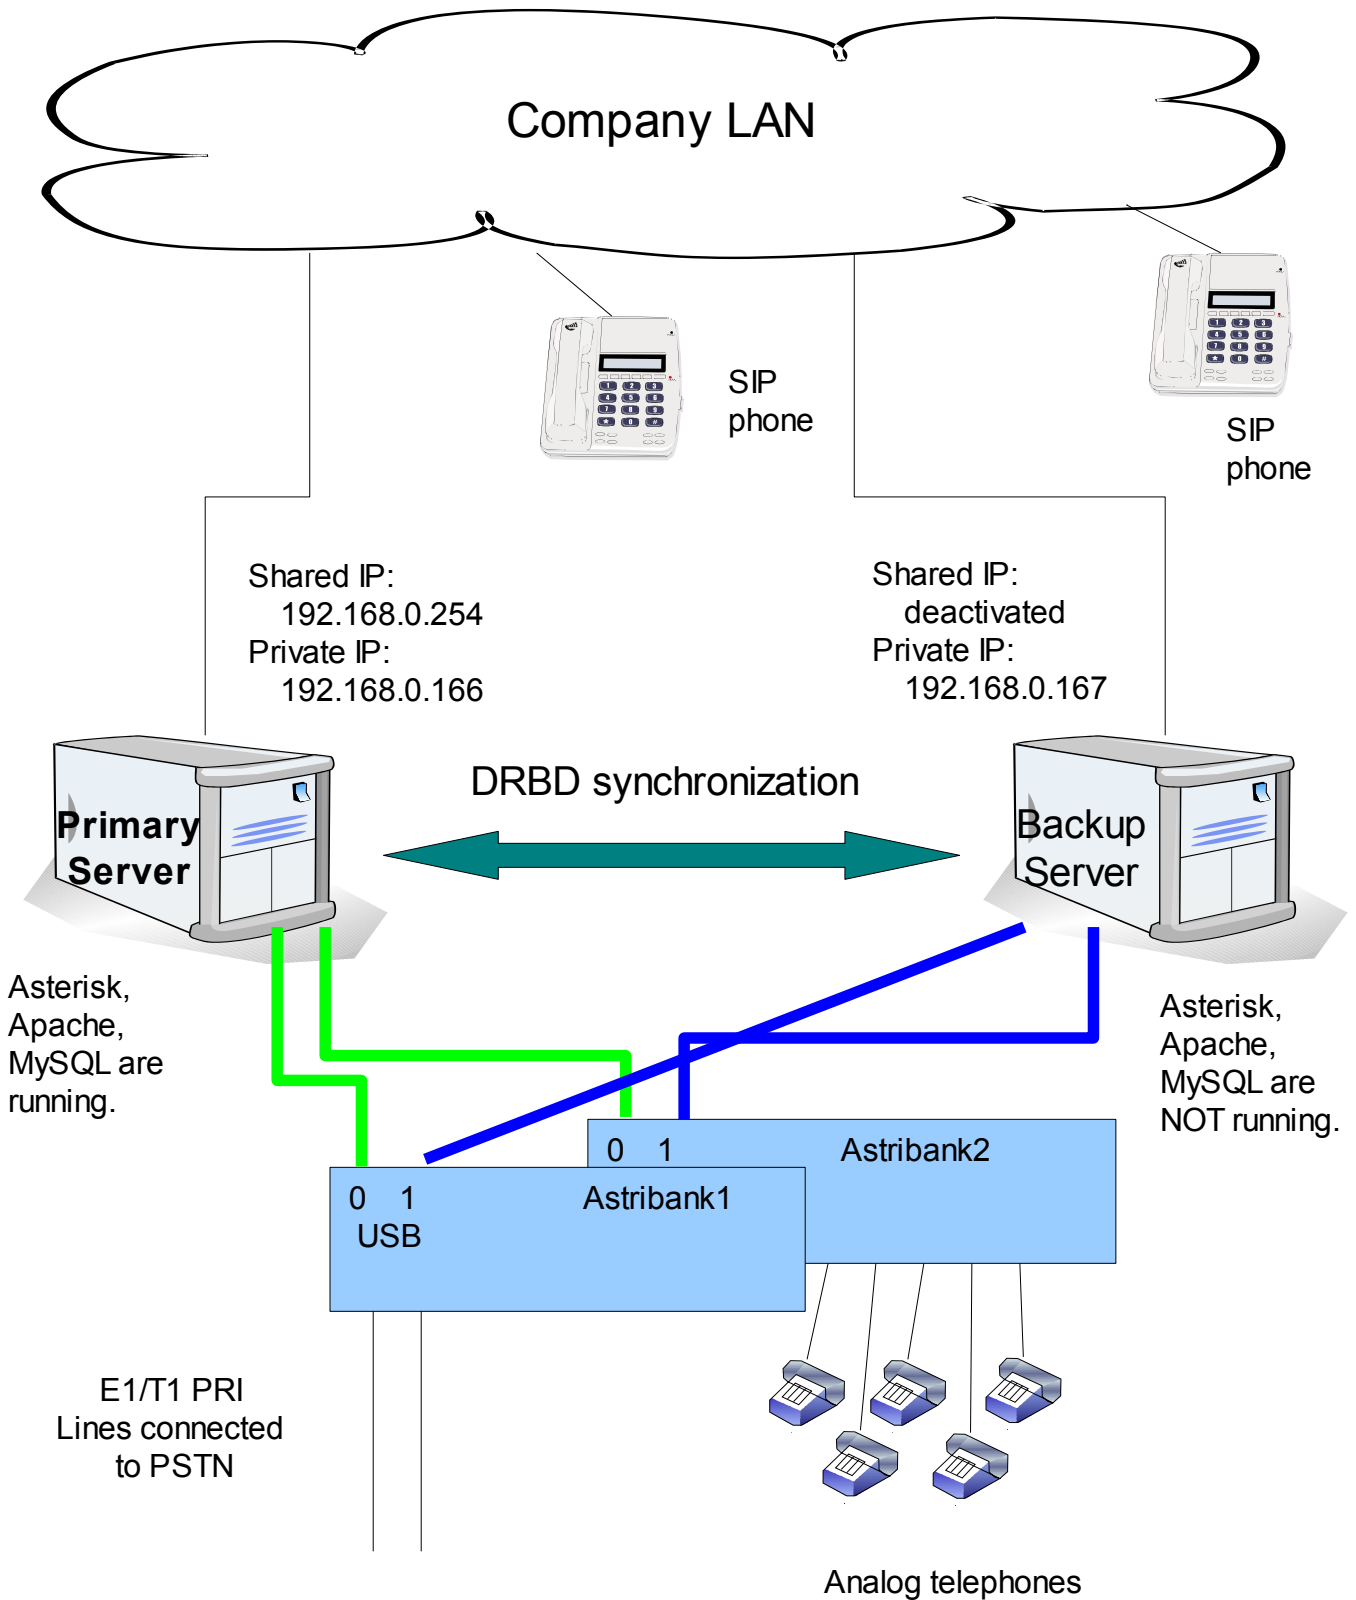 Company LAN
SIP
phone
SIP
phone
Shared IP:
192.168.0.254
Private IP:
192.168.0.166
Shared IP:
deactivated
Private IP:
192.168.0.167
DRBD synchronization
Primary
Server
Backup
Server
Asterisk,
Apache,
MySQL are
running.
Asterisk,
Apache,
MySQL are
NOT running.
0 1 Astribank2
0 1 Astribank1
USB
E1/T1 PRI
Lines connected
to PSTN
Analog telephones